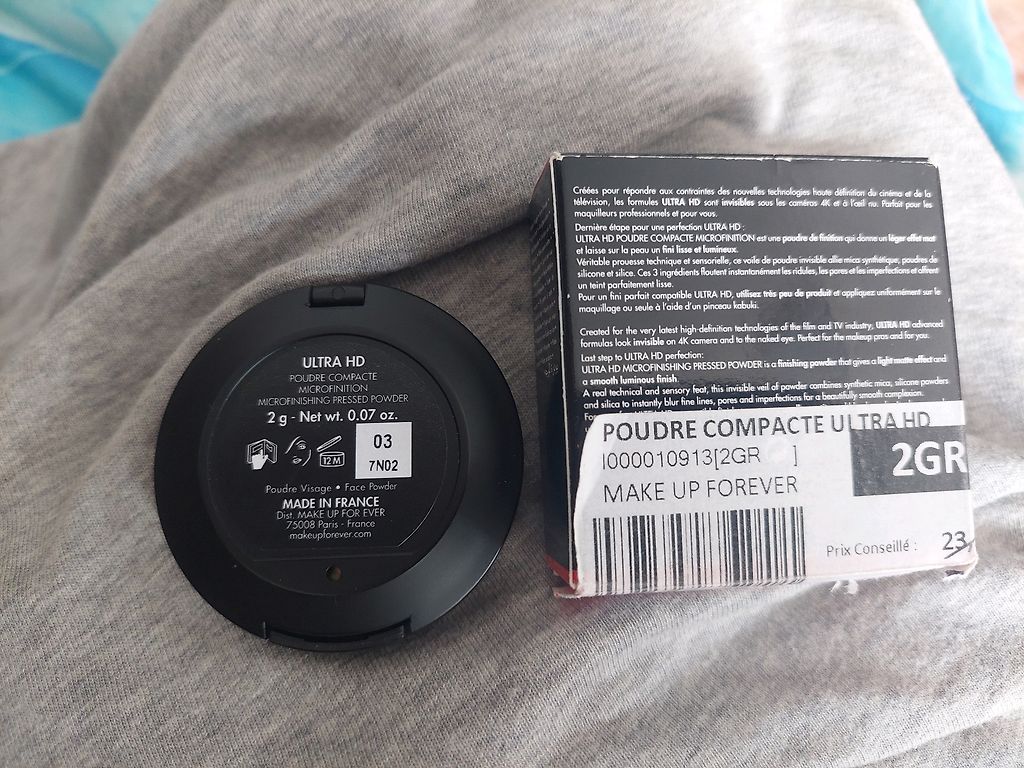 ULTRA HD
POUDRE COMPACTE
MICROFINITION
MICROFINISHING PRESSED POWDER
2 g - Net wt. 0.07 oz.
12 M
03
7N02
Poudre Visage • Face Powder
MADE IN FRANCE
Dist. MAKE UP FOR EVER
75008 Paris - France
makeupforever.com
Créées pour répondre aux contraintes des nouvelles technologies haute définition du cinéma et de la
télévision, les formules ULTRA HD sont invisibles sous les caméras 4K et à l'œil nu. Parfait pour les
maquilleurs professionnels et pour vous.
Dernière étape pour une perfection ULTRA HD :
ULTRA HD POUDRE COMPACTE MICROFINITION est une poudre de finition qui donne un léger effet mat
et laisse sur la peau un fini lisse et lumineux.
Véritable prouesse technique et sensorielle, ce voile de poudre invisible allie mica synthétique, poudres de
silicone et silice. Ces 3 ingrédients floutent instantanément les ridules, les pores et les imperfections et offrent
un teint parfaitement lisse.
Pour un fini parfait compatible ULTRA HD, utilisez très peu de produit et appliquez uniformément sur le
maquillage ou seule à l'aide d'un pinceau kabuki.
Created for the very latest high-definition technologies of the film and TV industry, ULTRA HD advanced
formulas look invisible on 4K camera and to the naked eye. Perfect for the makeup pros and for you.
Last step to ULTRA HD perfection:
ULTRA HD MICROFINISHING PRESSED POWDER is a finishing powder that gives a light matte effect and
a smooth luminous finish.
A real technical and sensory feat, this invisible veil of powder combines synthetic mica, silicone powders
and silica to instantly blur fine lines, pores and imperfections for a beautifully smooth complexion.
POUDRE COMPACTE ULTRA HD
I000010913[2GR ]
2GR
MAKE UP FOREVER
Prix Conseillé : 23,